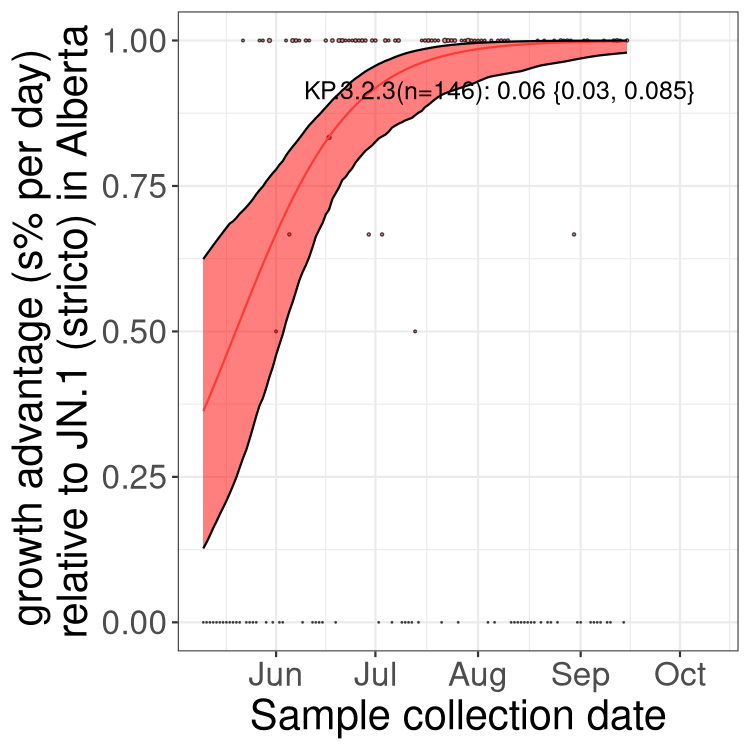 growth advantage (s% per day)
relative to JN.1 (stricto) in Alberta
1.00
0.75
0.50
0.25
0.00
KP.3.2.3(n=146): 0.06 {0.03, 0.085}
Jun Jul Aug Sep Oct
Sample collection date